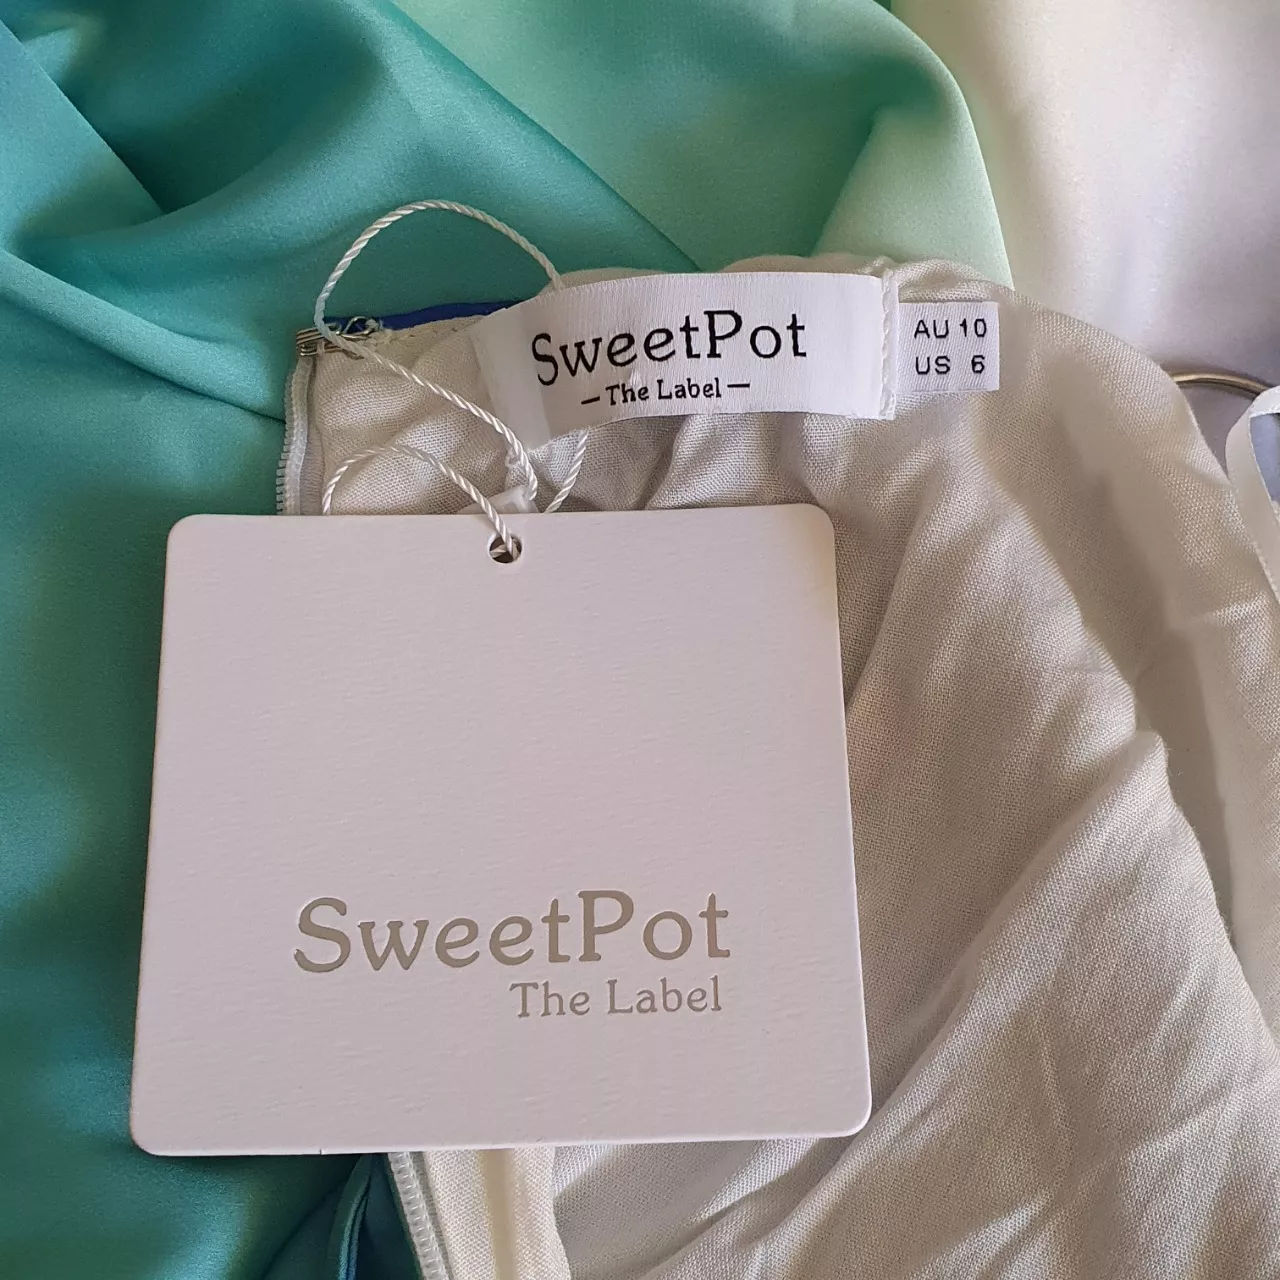 SweetPot
— The Label —
AU 10
US 6
SweetPot
The Label